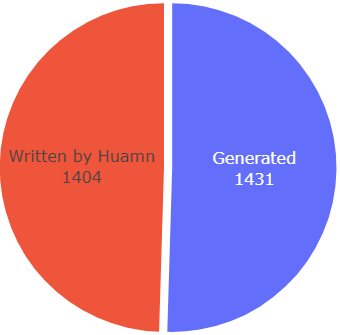 Written by Huamn
1404
Generated
1431